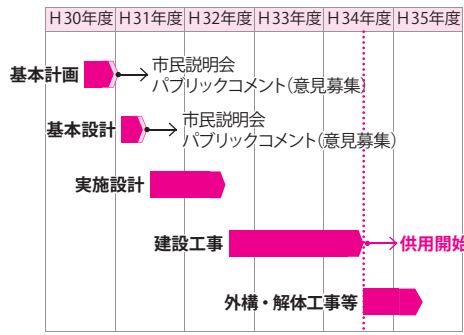 H30年度 H31年度 H32年度 H33年度 H34年度 H35年度
基本計画
市民説明会
パブリックコメント(意見募集)
基本設計
市民説明会
パブリックコメント(意見募集)
実施設計
建設工事
供用開始
外構・解体工事等